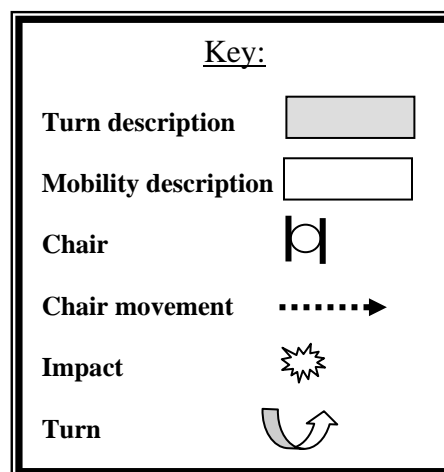 Key:
Turn description
Mobility description
Chair
Chair movement
Impact
Turn